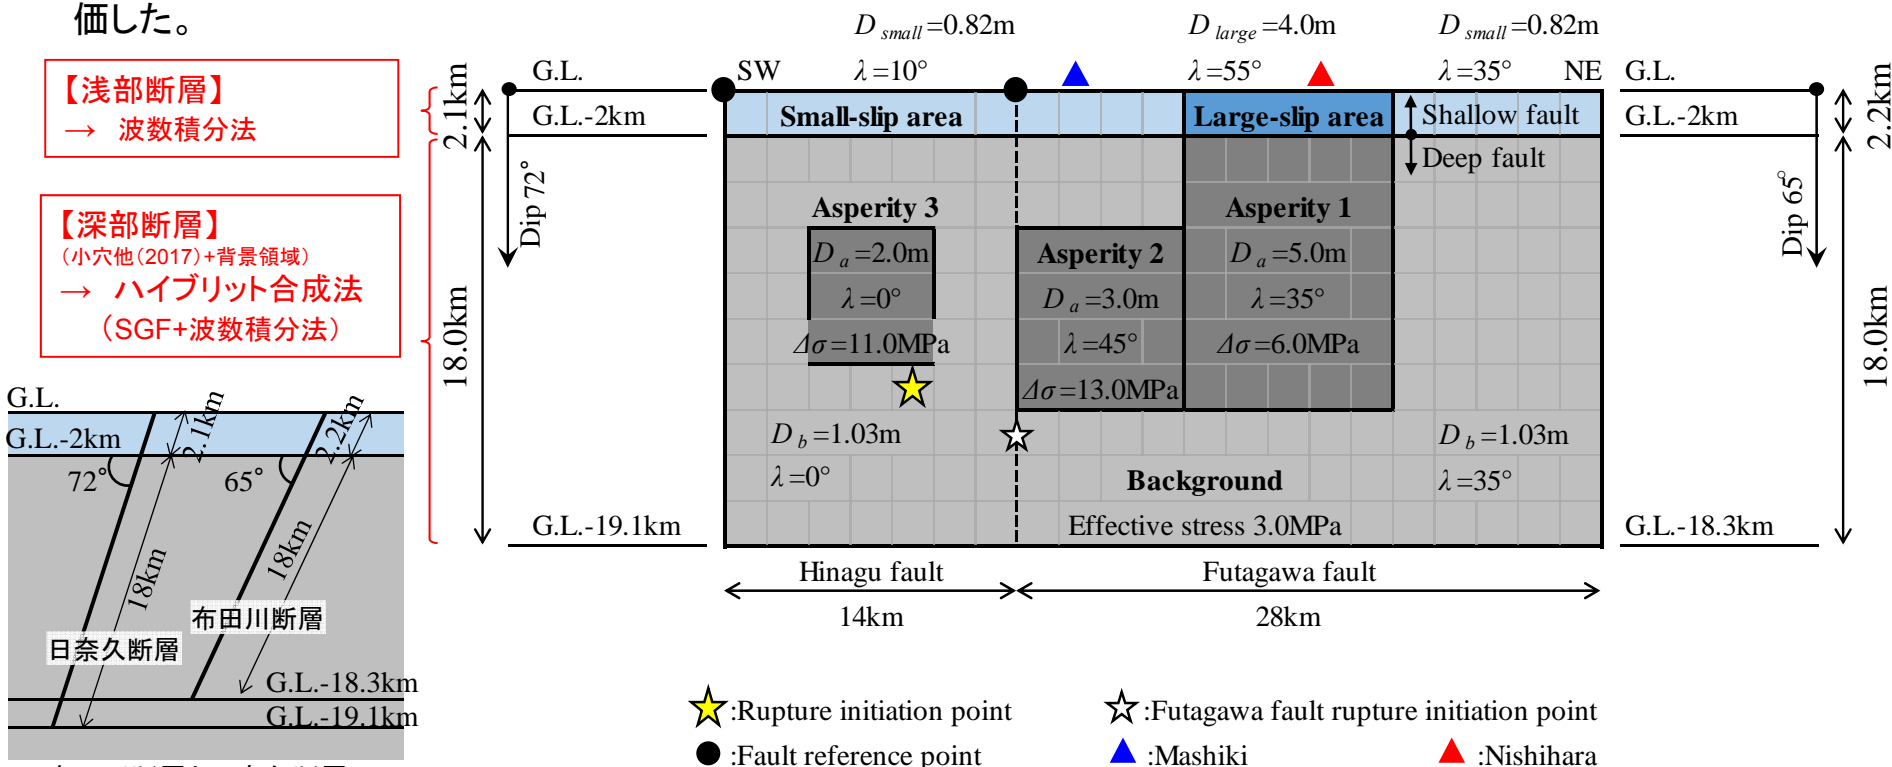 価した。
【浅部断層】
→ 波数積分法
【深部断層】
(小穴他(2017)+背景領域)
→ ハイブリット合成法
（SGF+波数積分法）
D small=0.82m
D large=4.0m
D small=0.82m
G.L.
SW
λ=10°
λ=55°
λ=35°
NE
G.L.
2.1km
G.L.-2km
Small-slip area
Large-slip area
Shallow fault
G.L.-2km
2.2km
Deep fault
Dip 72°
Dip 65°
Asperity 3
Asperity 1
D a=2.0m
Asperity 2
D a=5.0m
λ=0°
D a=3.0m
λ=35°
Δσ=11.0MPa
λ=45°
Δσ=6.0MPa
18.0km
18.0km
Δσ=13.0MPa
D b=1.03m
D b=1.03m
λ=0°
Background
λ=35°
G.L.-19.1km
Effective stress 3.0MPa
G.L.-18.3km
Hinagu fault
Futagawa fault
14km
28km
G.L.
G.L.-2km
2.1km
2.2km
72°
65°
18km
18km
布田川断層
日奈久断層
G.L.-18.3km
G.L.-19.1km
:Rupture initiation point
:Futagawa fault rupture initiation point
:Fault reference point
:Mashiki
:Nishihara